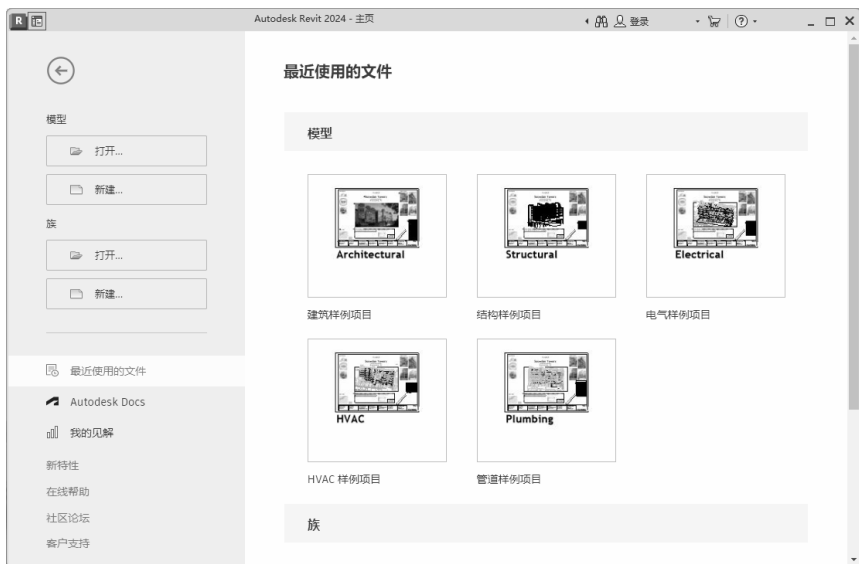 R
Autodesk Revit 2024 - 主页
登录
最近使用的文件
模型
打开...
新建...
族
打开...
新建...
最近使用的文件
Autodesk Docs
我的见解
新特性
在线帮助
社区论坛
客户支持
模型
Architectural
Structural
Electrical
建筑样例项目
结构样例项目
电气样例项目
HVAC
Plumbing
HVAC 样例项目
管道样例项目
族